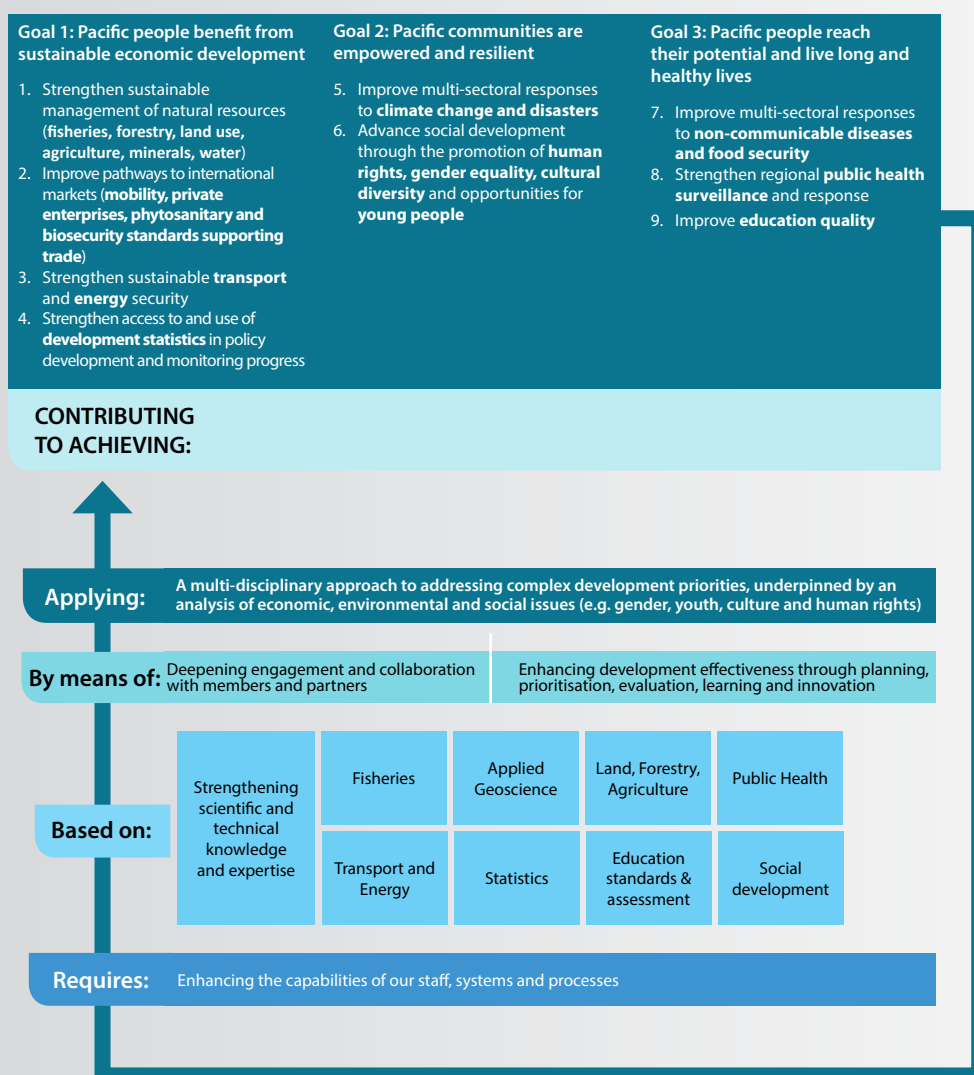 Goal 1: Pacific people benefit from
sustainable economic development
1. Strengthen sustainable
management of natural resources
(fisheries, forestry, land use,
agriculture, minerals, water)
2. Improve pathways to international
markets (mobility, private
enterprises, phytosanitary and
biosecurity standards supporting
trade)
3. Strengthen sustainable transport
and energy security
4. Strengthen access to and use of
development statistics in policy
development and monitoring progress
Goal 2: Pacific communities are
empowered and resilient
5. Improve multi-sectoral responses
to climate change and disasters
6. Advance social development
through the promotion of human
rights, gender equality, cultural
diversity and opportunities for
young people
Goal 3: Pacific people reach
their potential and live long and
healthy lives
7. Improve multi-sectoral responses
to non-communicable diseases
and food security
8. Strengthen regional public health
surveillance and response
9. Improve education quality
CONTRIBUTING
TO ACHIEVING:
Applying:
A multi-disciplinary approach to addressing complex development priorities, underpinned by an
analysis of economic, environmental and social issues (e.g. gender, youth, culture and human rights)
By means of:
Deepening engagement and collaboration
with members and partners
Enhancing development effectiveness through planning,
prioritisation, evaluation, learning and innovation
Based on:
Strengthening
scientific and
technical
knowledge
and expertise
Fisheries
Applied
Geoscience
Land, Forestry,
Agriculture
Public Health
Transport and
Energy
Statistics
Education
standards &
assessment
Social
development
Requires:
Enhancing the capabilities of our staff, systems and processes